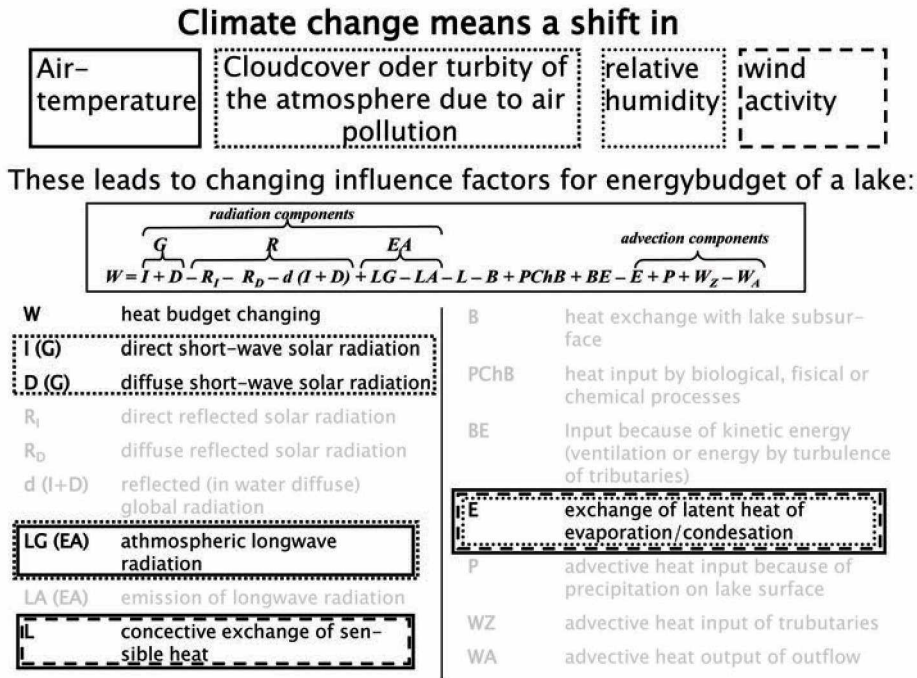 Climate change means a shift in
Air-
temperature
Cloudcover oder turbity of
the atmosphere due to air
pollution
relative
humidity
wind
activity
These leads to changing influence factors for energybudget of a lake:
radiation components
G R EA advection components
W = I + D – R_I – R_D – d (I + D) + LG – LA – L – B + PChB + BE – E + P + W_Z – W_A
W heat budget changing
I (G) direct short-wave solar radiation
D (G) diffuse short-wave solar radiation
R_I direct reflected solar radiation
R_D diffuse reflected solar radiation
d (I+D) reflected (in water diffuse)
global radiation
LG (EA) athmospheric longwave
radiation
LA (EA) emission of longwave radiation
L concective exchange of sen-
sible heat
B heat exchange with lake subsur-
face
PChB heat input by biological, fisical or
chemical processes
BE Input because of kinetic energy
(ventilation or energy by turbulence
of tributaries)
E exchange of latent heat of
evaporation/condesation
P advective heat input because of
precipitation on lake surface
WZ advective heat input of trubutaries
WA advective heat output of outflow